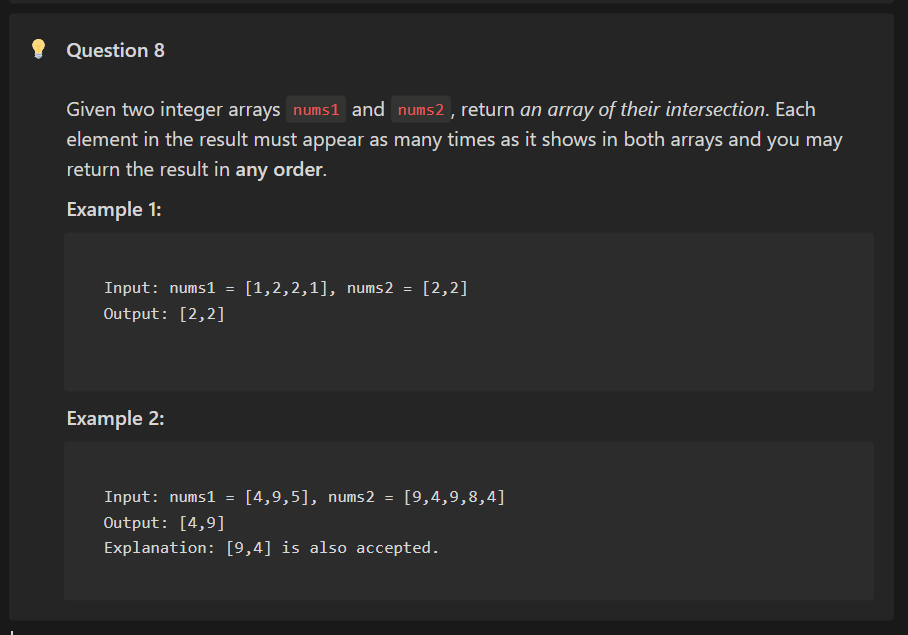 Question 8
Given two integer arrays nums1 and nums2, return an array of their intersection. Each
element in the result must appear as many times as it shows in both arrays and you may
return the result in any order.
Example 1:
Input: nums1 = [1,2,2,1], nums2 = [2,2]
Output: [2,2]
Example 2:
Input: nums1 = [4,9,5], nums2 = [9,4,9,8,4]
Output: [4,9]
Explanation: [9,4] is also accepted.